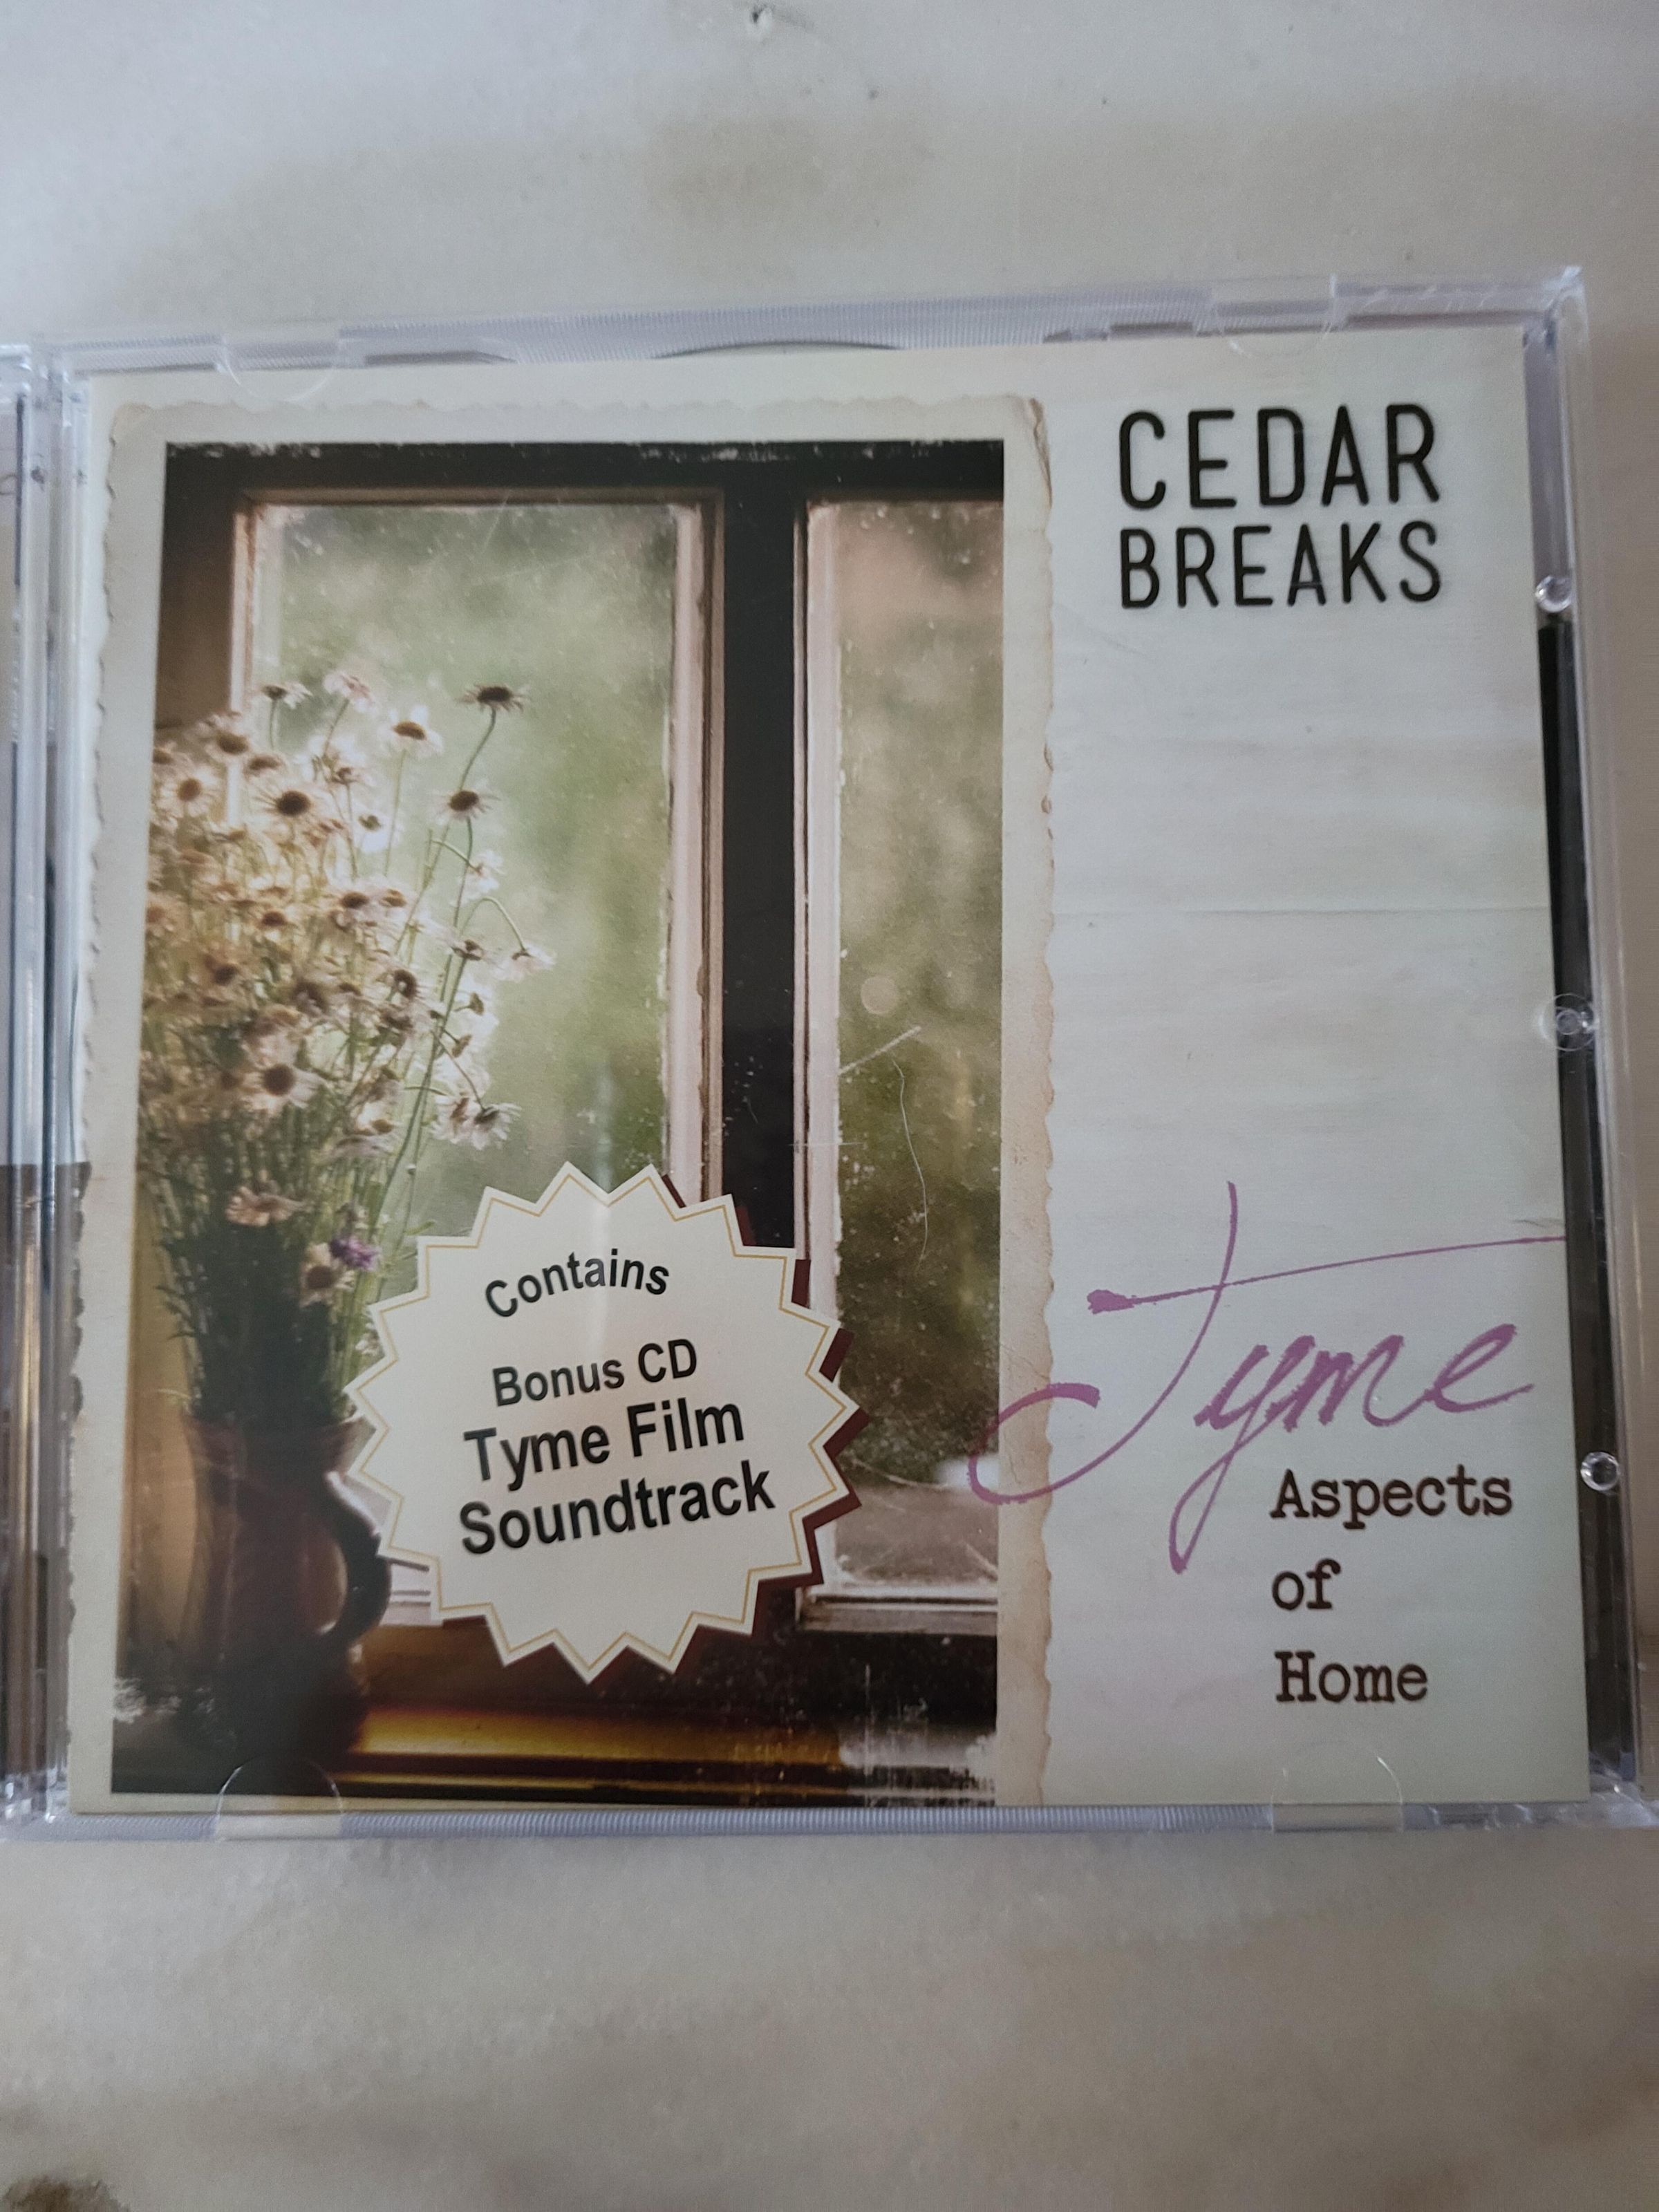 CEDAR
BREAKS
Contains
Bonus CD
Tyme Film
Soundtrack
Tyme
Aspects
of
Home